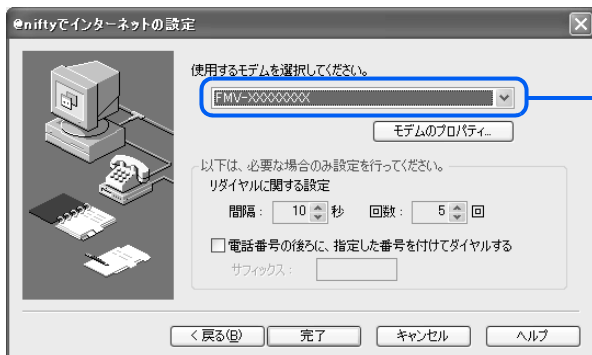 @niftyでインターネットの設定
使用するモデムを選択してください。
FMV-XXXXXXXX
モデムのプロパティ...
以下は、必要な場合のみ設定を行ってください。
リダイヤルに関する設定
間隔： 10 秒 回数： 5 回
電話番号の後ろに、指定した番号を付けてダイヤルする
サフィックス：
< 戻る(B) 完了 キャンセル ヘルプ